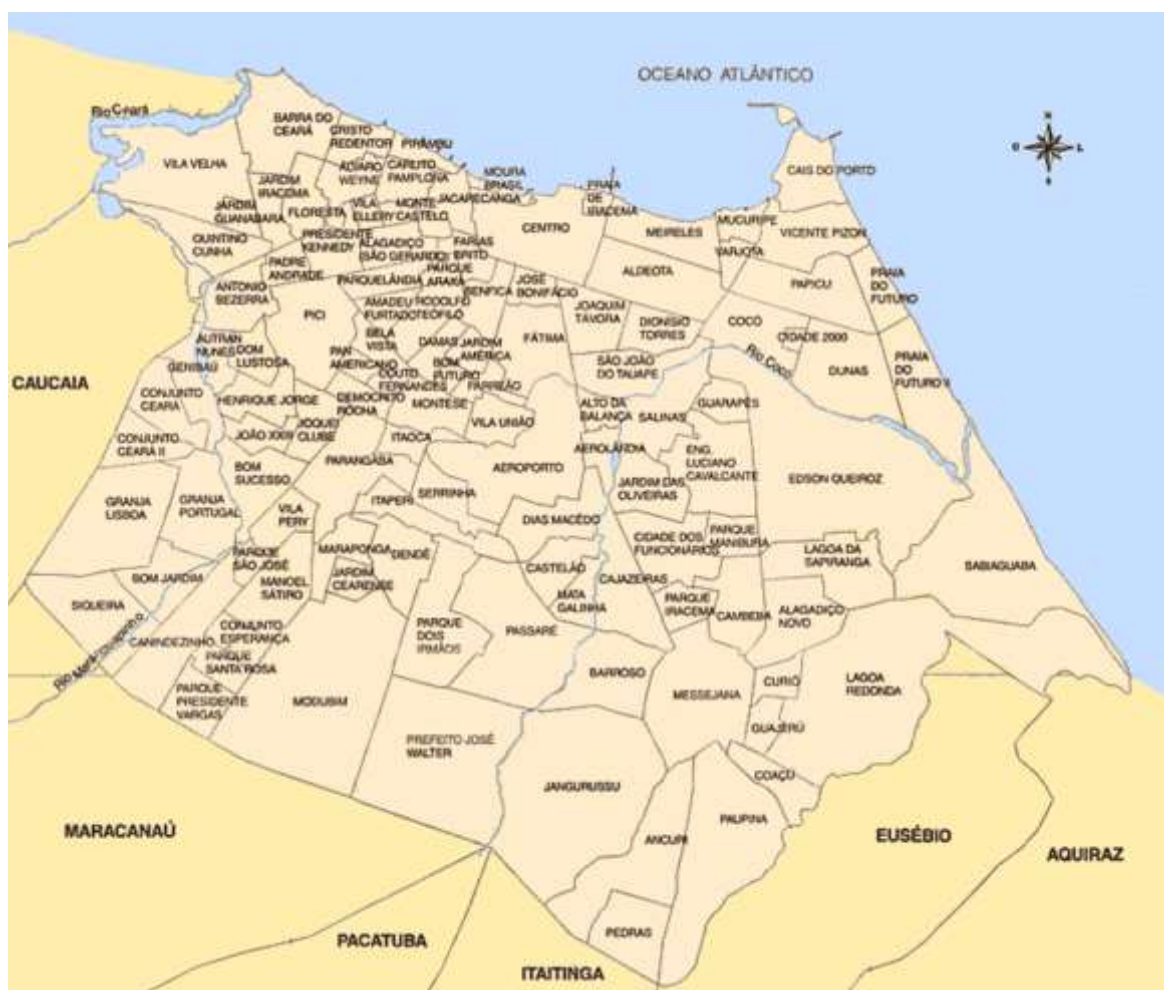 OCEANO ATLÂNTICO
N
O
L
S
Rio Ceará
BARRA DO
CEARÁ
CRISTO
REDENTOR
PIRAMBU
VILA VELHA
ALVARO
WEYNE
CARLITO
PAMPLONA
MOURA
BRASIL
JACARECANGA
PRAIA
DE
IRACEMA
CAIS DO PORTO
JARDIM
IRACEMA
JARDIM
GUANABARA
FLORESTA
VILA
ELLERY
MONTE
CASTELO
CENTRO
MEIRELES
MUCURIPE
VICENTE PIZON
VARJOTA
QUINTINO
CUNHA
PRESIDENTE
KENNEDY
ALAGADIÇO
(SÃO GERARDO)
FARIAS
BRITO
ALDEOTA
PADRE
ANDRADE
PARQUELÂNDIA
PARQUE
ARAXÁ
BENFICA
JOSÉ
BONIFÁCIO
PAPICU
PRAIA
DO
FUTURO
ANTONIO
BEZERRA
PICI
AMADEU
FURTADO
RODOLFO
TEÓFILO
JOAQUIM
TÁVORA
DIONISIO
TORRES
COCÓ
CIDADE 2000
BELA
VISTA
DAMAS
JARDIM
AMÉRICA
FÁTIMA
AUTRAN
NUNES
DOM
LUSTOSA
PAN
AMERICANO
COUTO
FERNANDES
BOM
FUTURO
PARREÃO
SÃO JOÃO
DO TAUAPE
Rio Cocó
DUNAS
PRAIA
DO
FUTURO II
CAUCAIA
GENIBAÚ
CONJUNTO
CEARÁ
HENRIQUE JORGE
DEMOCRITO
ROCHA
MONTESE
VILA UNIÃO
ALTO DA
BALANÇA
SALINAS
GUARAPES
CONJUNTO
CEARÁ II
JOÃO XXIII
JOQUEI
CLUBE
ITAOCA
AEROLÂNDIA
ENG.
LUCIANO
CAVALCANTE
BOM
SUCESSO
PARANGABA
AEROPORTO
EDSON QUEIROZ
GRANJA
LISBOA
GRANJA
PORTUGAL
ITAPERI
SERRINHA
JARDIM DAS
OLIVEIRAS
VILA
PERY
DIAS MACÊDO
CIDADE DOS
FUNCIONÁRIOS
PARQUE
MANIBURA
MARAPONGA
DENDÊ
LAGOA DA
SAPIRANGA
SABIAGUABA
PARQUE
SÃO JOSÉ
BOM JARDIM
MANOEL
SÁTIRO
JARDIM
CEARENSE
CASTELÃO
CAJAZEIRAS
MATA
GALINHA
PARQUE
IRACEMA
CAMBEBA
ALAGADIÇO
NOVO
SIQUEIRA
CANINDEZINHO
CONJUNTO
ESPERANÇA
PARQUE
DOIS
IRMÃOS
PASSARÉ
Rio Maranguapinho
PARQUE
SANTA ROSA
BARROSO
CURIÓ
LAGOA
REDONDA
PARQUE
PRESIDENTE
VARGAS
MODUBIM
MESSEJANA
GUAJERÚ
PREFEITO JOSÉ
WALTER
COAÇÚ
JANGURUSSU
PAUPINA
MARACANAÚ
ANCURI
EUSÉBIO
AQUIRAZ
PEDRAS
PACATUBA
ITAITINGA